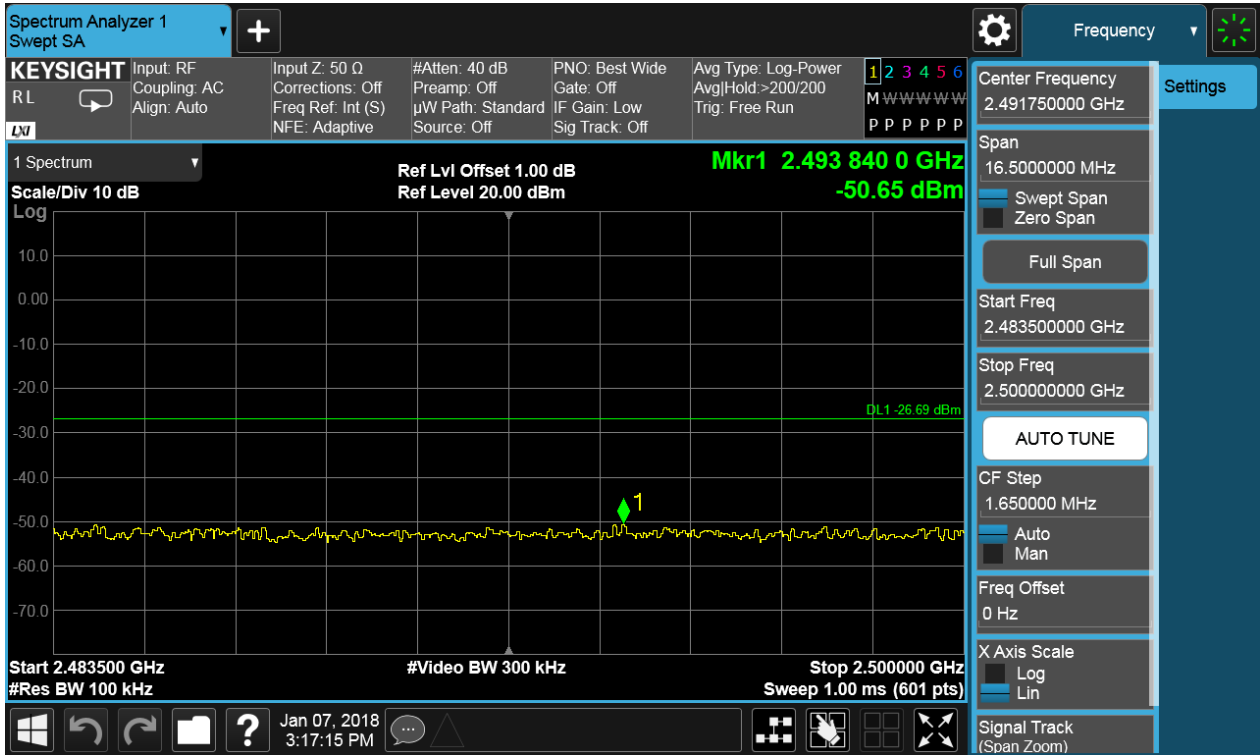 Spectrum Analyzer 1
Swept SA
+
Frequency
KEYSIGHT
RL
LXI
Input: RF
Coupling: AC
Align: Auto
Input Z: 50 Ω
Corrections: Off
Freq Ref: Int (S)
NFE: Adaptive
#Atten: 40 dB
Preamp: Off
µW Path: Standard
Source: Off
PNO: Best Wide
Gate: Off
IF Gain: Low
Sig Track: Off
Avg Type: Log-Power
Avg|Hold:>200/200
Trig: Free Run
1 2 3 4 5 6
M W W W W W
P P P P P P
1 Spectrum
Scale/Div 10 dB
Ref Lvl Offset 1.00 dB
Ref Level 20.00 dBm
Mkr1 2.493 840 0 GHz
-50.65 dBm
Log
10.0
0.00
-10.0
-20.0
DL1 -26.69 dBm
-30.0
-40.0
1
-50.0
-60.0
-70.0
Start 2.483500 GHz
#Res BW 100 kHz
#Video BW 300 kHz
Stop 2.500000 GHz
Sweep 1.00 ms (601 pts)
?
Jan 07, 2018
3:17:15 PM
Settings
Center Frequency
2.491750000 GHz
Span
16.5000000 MHz
Swept Span
Zero Span
Full Span
Start Freq
2.483500000 GHz
Stop Freq
2.500000000 GHz
AUTO TUNE
CF Step
1.650000 MHz
Auto
Man
Freq Offset
0 Hz
X Axis Scale
Log
Lin
Signal Track
(Span Zoom)